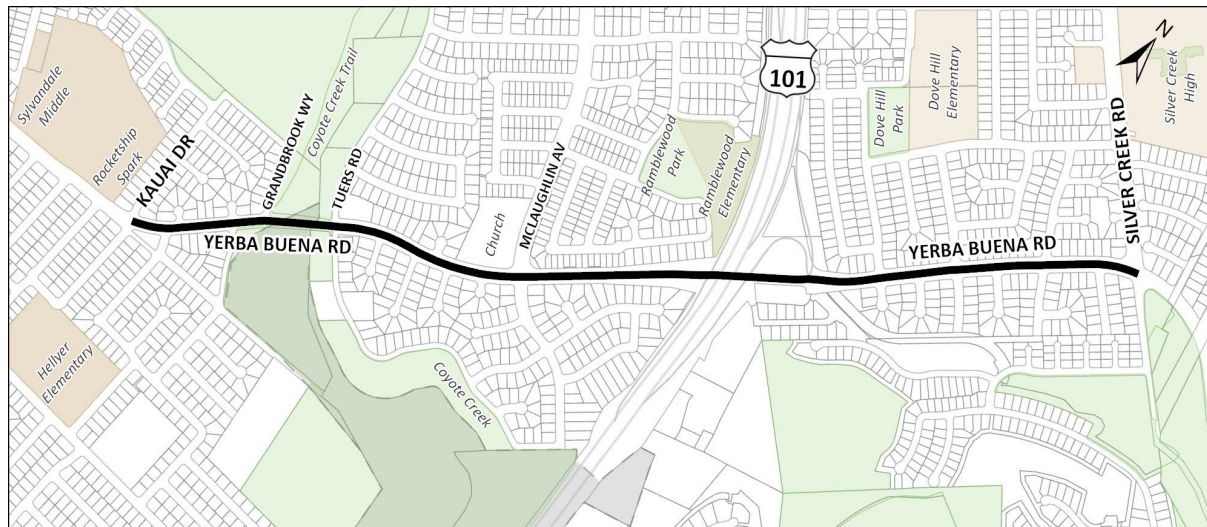 Sylvandale
Middle
Rocketship
Spark
KAUAI DR
GRANDBROOK WY
Coyote Creek Trail
TUERS RD
YERBA BUENA RD
Church
MCLAUGHLIN AV
Ramblewood
Park
Ramblewood
Elementary
101
Dove Hill
Park
Dove Hill
Elementary
YERBA BUENA RD
SILVER CREEK RD
N
Silver Creek
High
Hellyer
Elementary
Coyote Creek